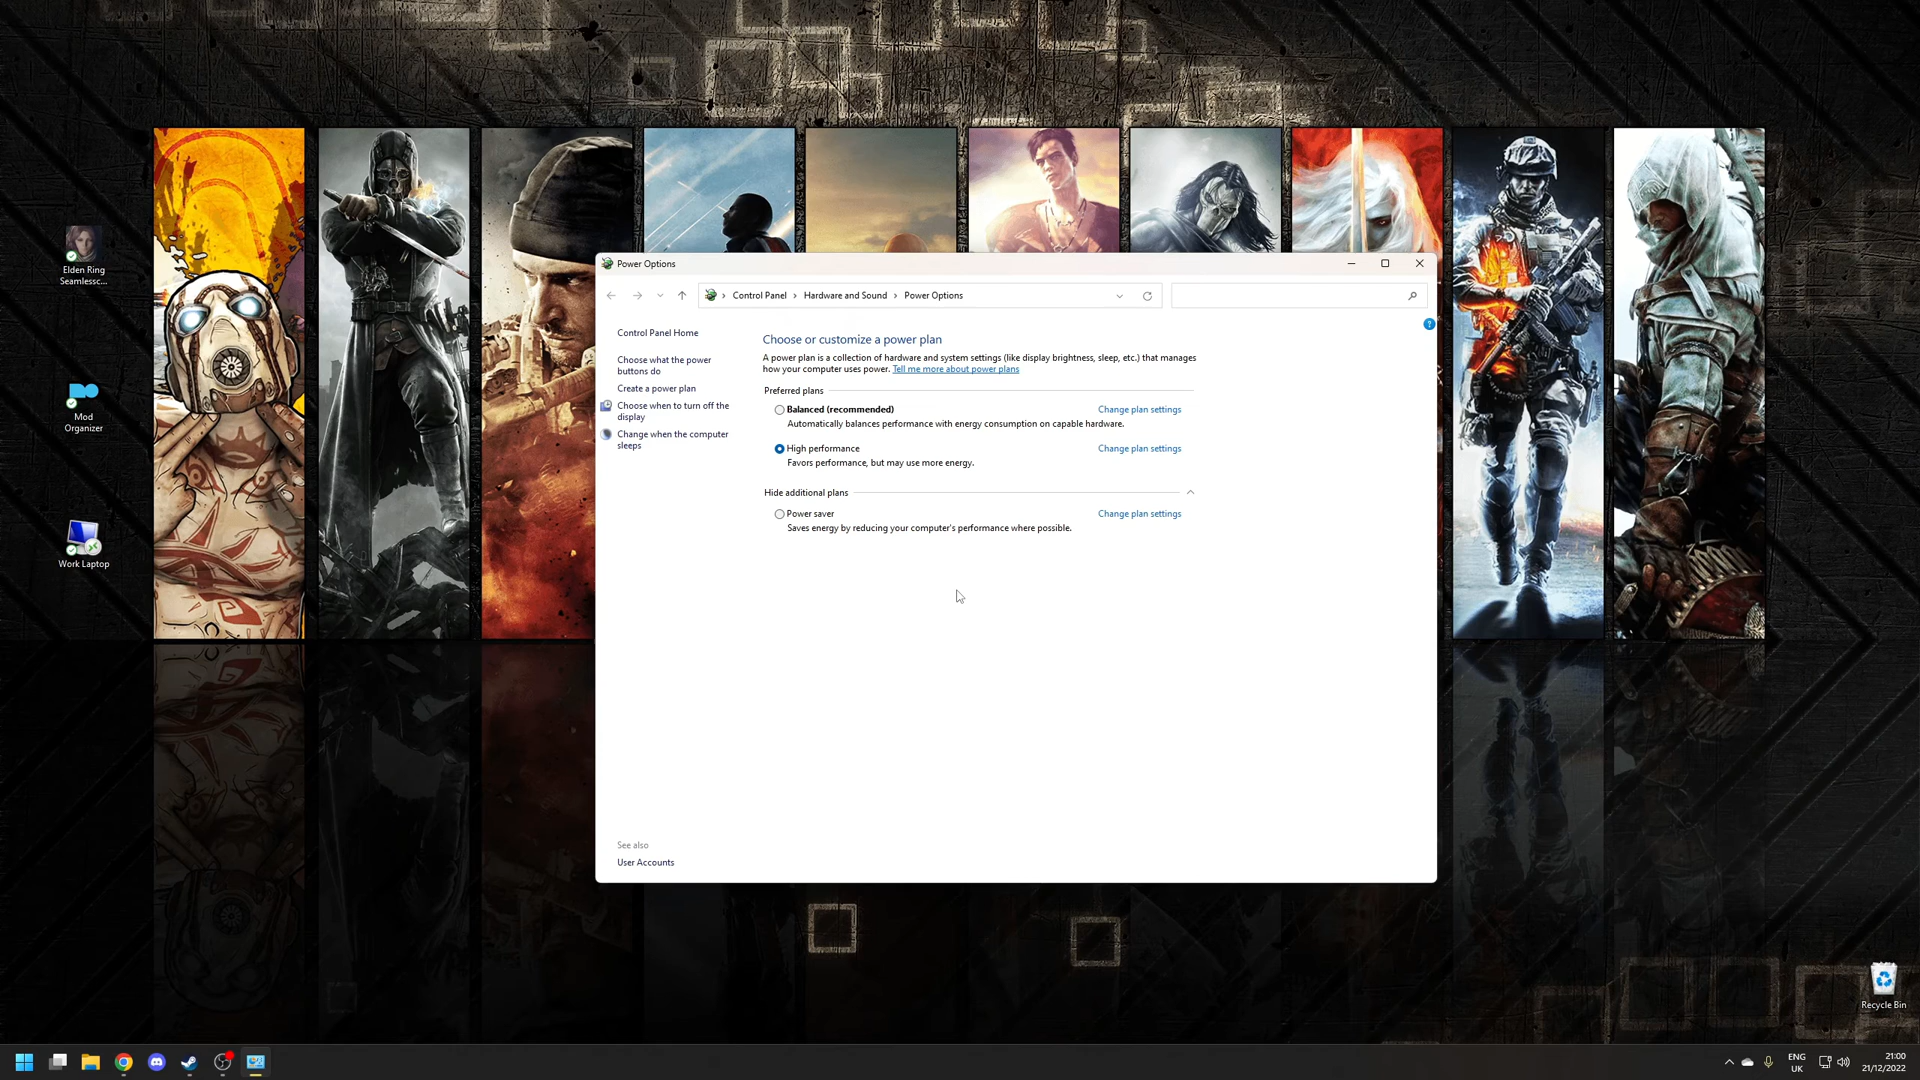 Elden Ring
Seamlessc...
Mod
Organizer
Work Laptop
Power Options
Control Panel
Hardware and Sound
Power Options
Control Panel Home
Choose what the power
buttons do
Create a power plan
Choose when to turn off the
display
Change when the computer
sleeps
Choose or customize a power plan
A power plan is a collection of hardware and system settings (like display brightness, sleep, etc.) that manages
how your computer uses power. Tell me more about power plans
Preferred plans
Balanced (recommended) Change plan settings
Automatically balances performance with energy consumption on capable hardware.
High performance Change plan settings
Favors performance, but may use more energy.
Hide additional plans
Power saver Change plan settings
Saves energy by reducing your computer's performance where possible.
See also
User Accounts
?
Recycle Bin
ENG
UK
21:00
21/12/2022